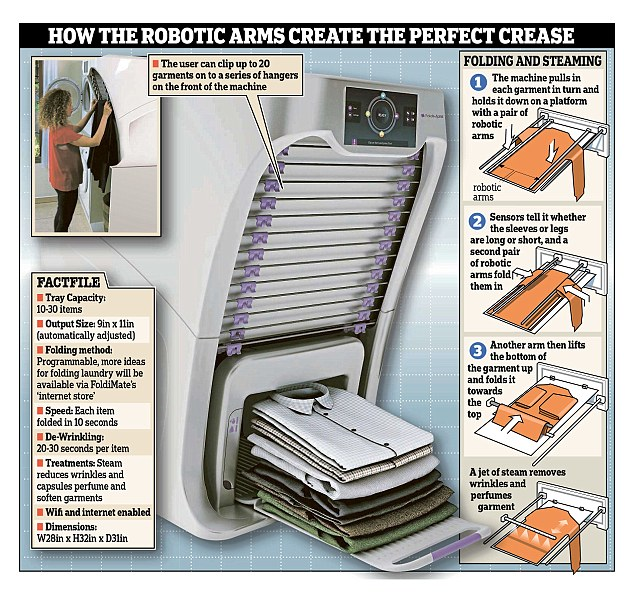 HOW THE ROBOTIC ARMS CREATE THE PERFECT CREASE
■ The user can clip up to 20
garments on to a series of hangers
on the front of the machine
FACTFILE
■ Tray Capacity:
10-30 items
■ Output Size: 9in x 11in
(automatically adjusted)
■ Folding method:
Programmable, more ideas
for folding laundry will be
available via FoldiMate's
'internet store'
■ Speed: Each item
folded in 10 seconds
■ De-Wrinkling:
20-30 seconds per item
■ Treatments: Steam
reduces wrinkles and
capsules perfume and
soften garments
■ Wifi and internet enabled
■ Dimensions:
W28in x H32in x D31in
FOLDING AND STEAMING
1 The machine pulls in
each garment in turn and
holds it down on a platform
with a pair of
robotic
arms
robotic
arms
2 Sensors tell it whether
the sleeves or legs
are long or short, and a
second pair
of robotic
arms fold
them in
3 Another arm then lifts
the bottom of
the garment up
and folds it
towards
the
top
A jet of steam removes
wrinkles and
perfumes
garment